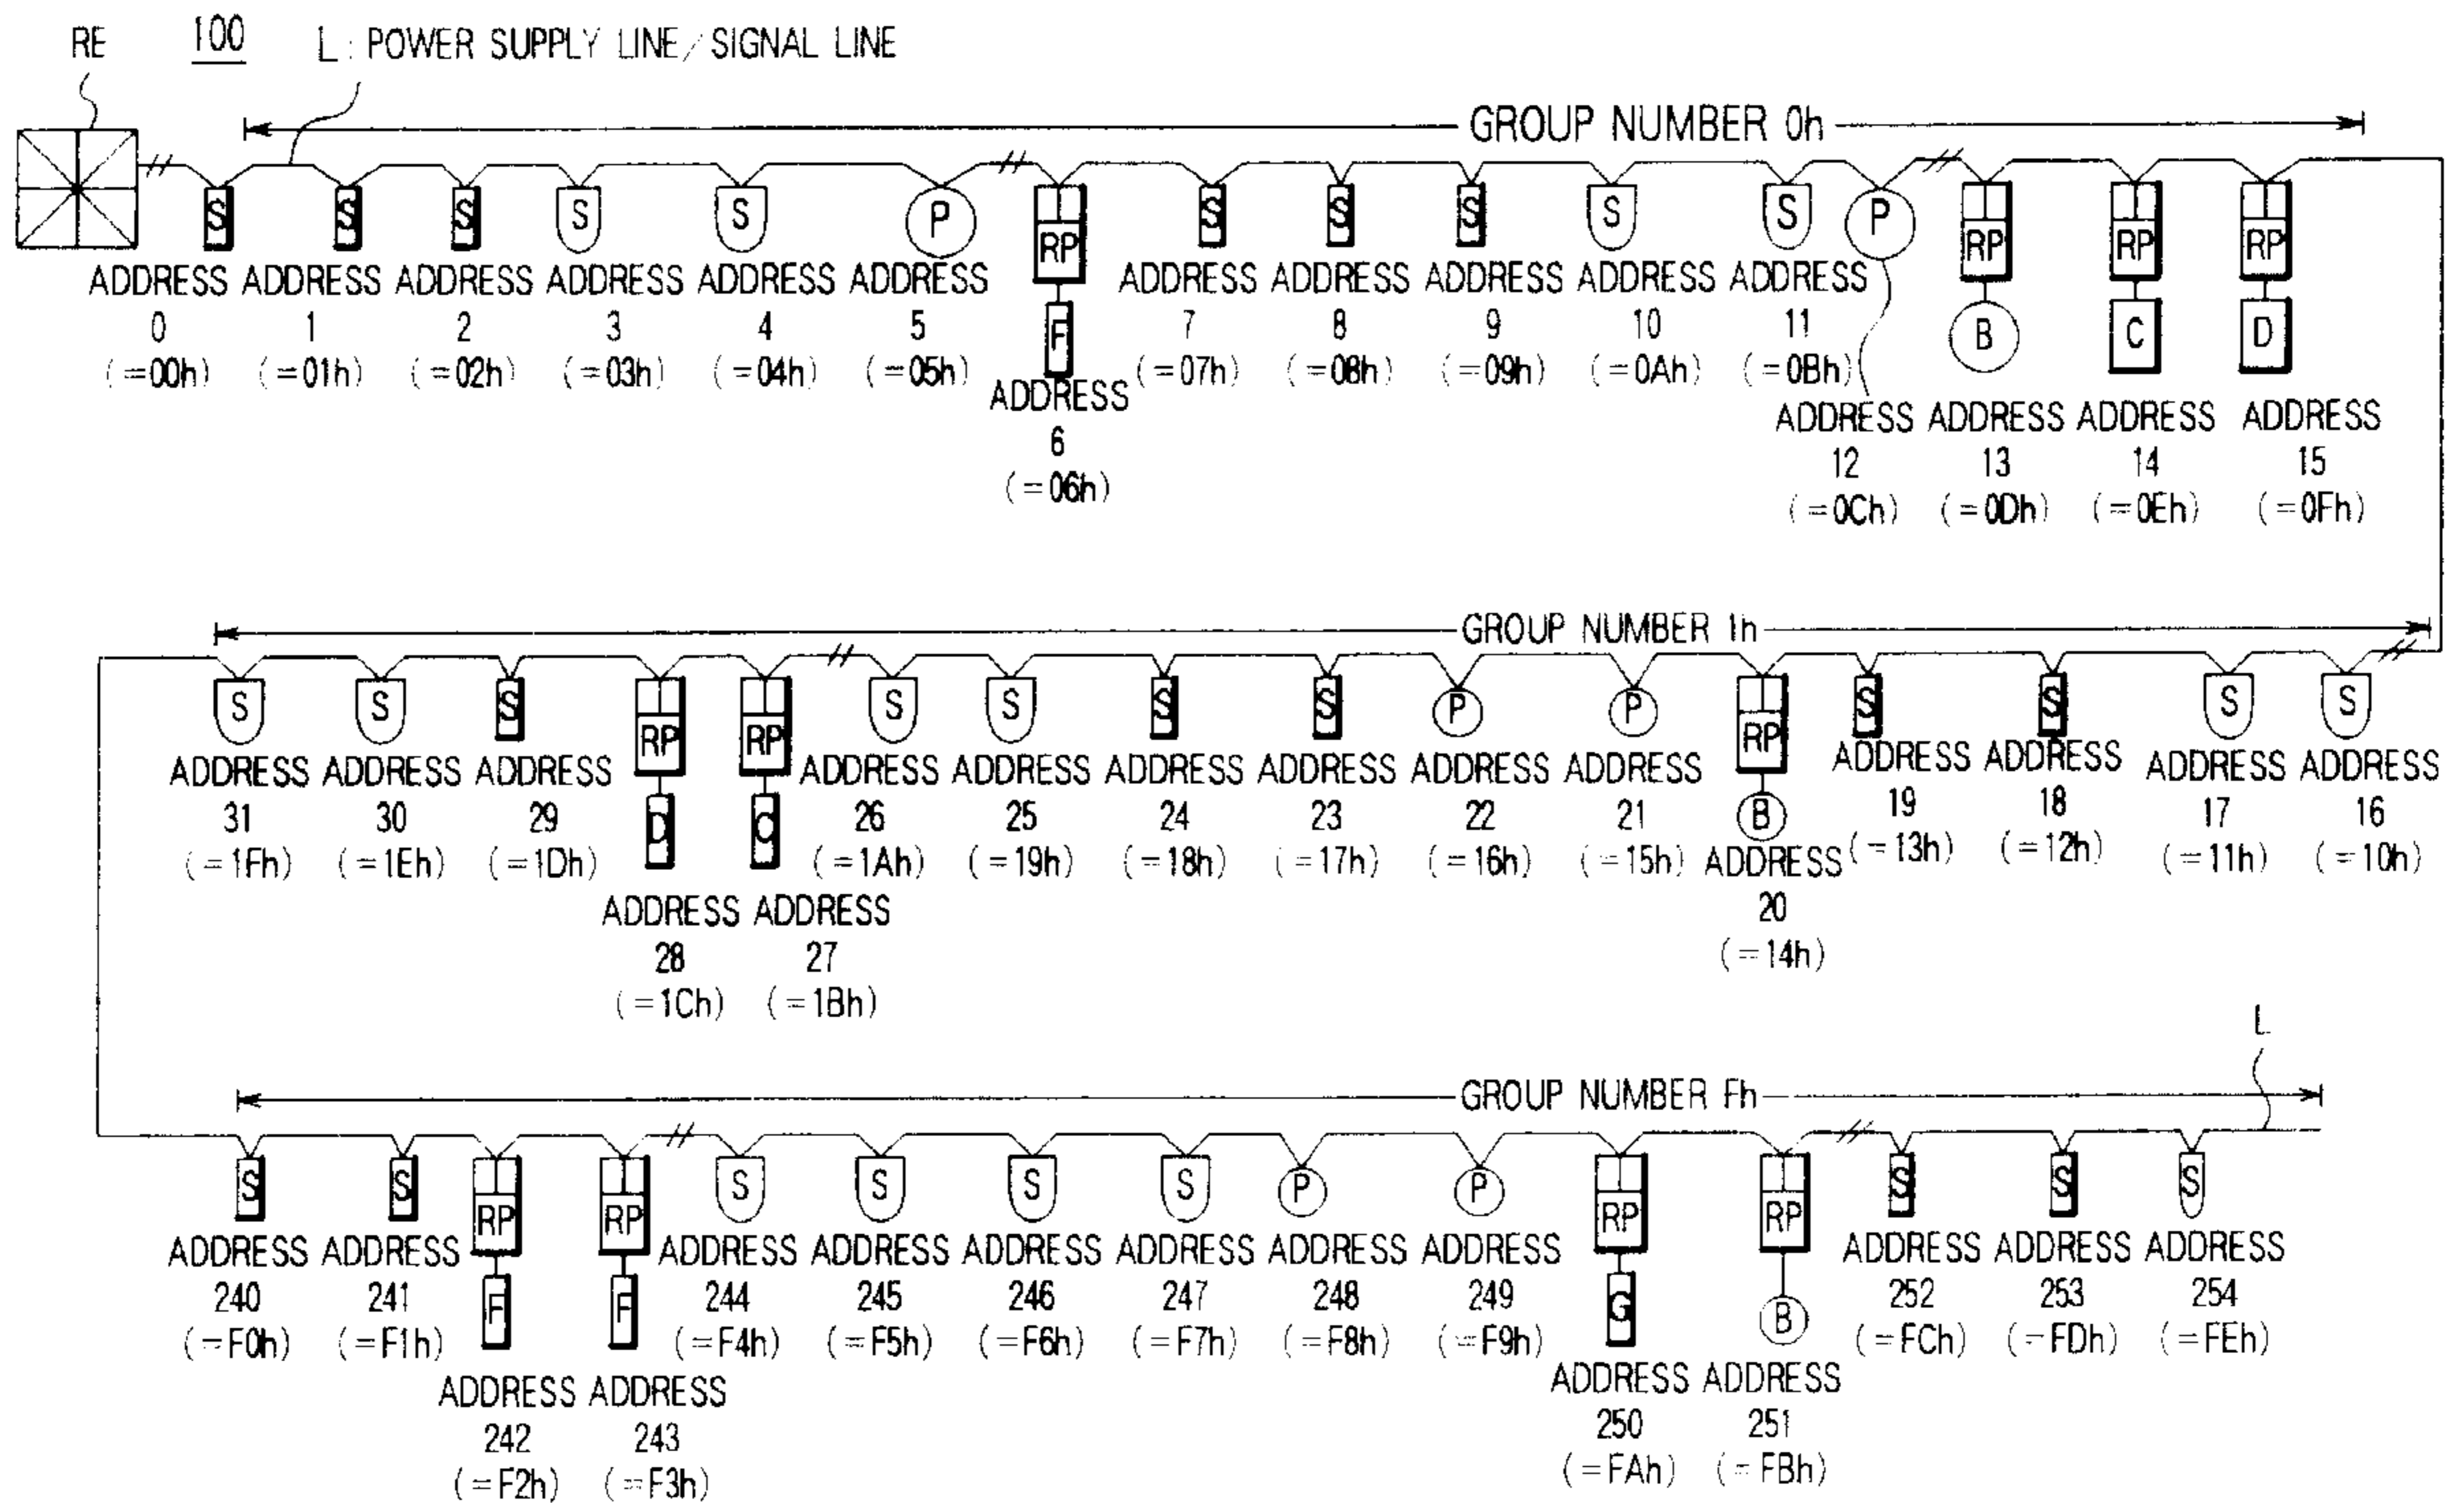 RE 100 L : POWER SUPPLY LINE/SIGNAL LINE
GROUP NUMBER 0h
S S S S S P RP S S S S S P RP RP RP
F B C D
ADDRESS ADDRESS ADDRESS ADDRESS ADDRESS ADDRESS ADDRESS ADDRESS ADDRESS ADDRESS ADDRESS
0 1 2 3 4 5 7 8 9 10 11
(=00h) (=01h) (=02h) (=03h) (=04h) (=05h) (=07h) (=08h) (=09h) (=0Ah) (=0Bh)
ADDRESS ADDRESS ADDRESS ADDRESS ADDRESS
6 12 13 14 15
(=06h) (=0Ch) (=0Dh) (=0Eh) (=0Fh)
GROUP NUMBER 1h
S S S RP RP S S S S P P RP S S S S
ADDRESS ADDRESS ADDRESS ADDRESS ADDRESS ADDRESS ADDRESS ADDRESS ADDRESS ADDRESS ADDRESS ADDRESS ADDRESS
31 30 29 D C 26 25 24 23 22 21 B 19 18 17 16
(=1Fh) (=1Eh) (=1Dh) (=1Ah) (=19h) (=18h) (=17h) (=16h) (=15h) (=13h) (=12h) (=11h) (=10h)
ADDRESS ADDRESS ADDRESS
28 27 20
(=1Ch) (=1Bh) (=14h)
L
GROUP NUMBER Fh
S S RP RP S S S S P P RP RP S S S
ADDRESS ADDRESS ADDRESS ADDRESS ADDRESS ADDRESS ADDRESS ADDRESS ADDRESS ADDRESS ADDRESS
240 241 F F 244 245 246 247 248 249 G B 252 253 254
(=F0h) (=F1h) (=F4h) (=F5h) (=F6h) (=F7h) (=F8h) (=F9h) (=FCh) (=FDh) (=FEh)
ADDRESS ADDRESS ADDRESS ADDRESS
242 243 250 251
(=F2h) (=F3h) (=FAh) (=FBh)